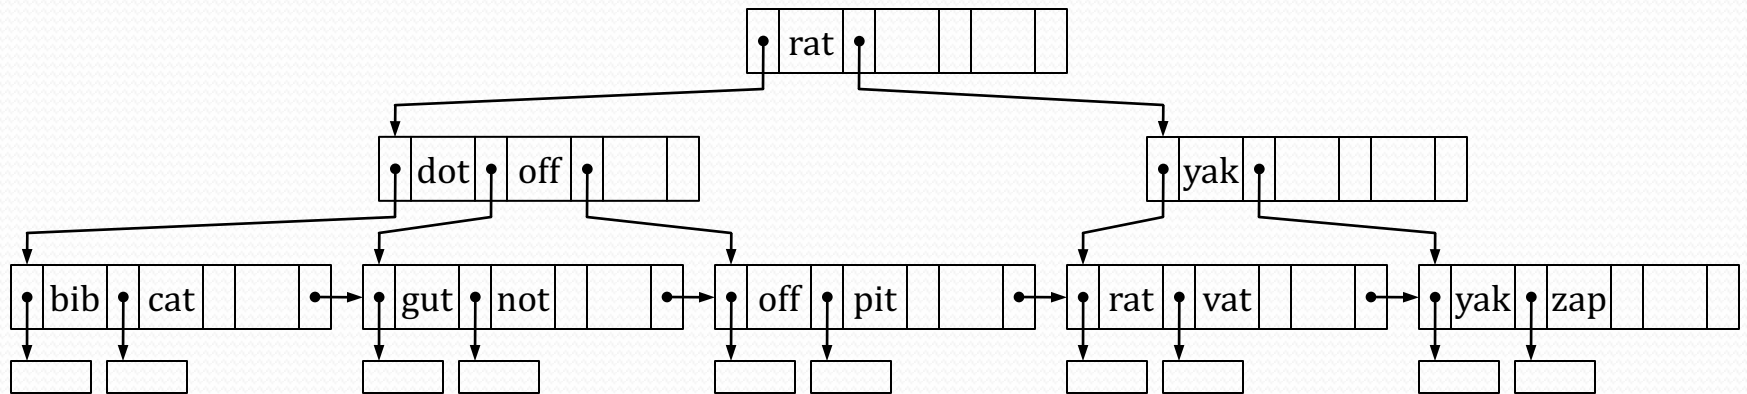 rat
dot off yak
bib cat gut not off pit rat vat yak zap